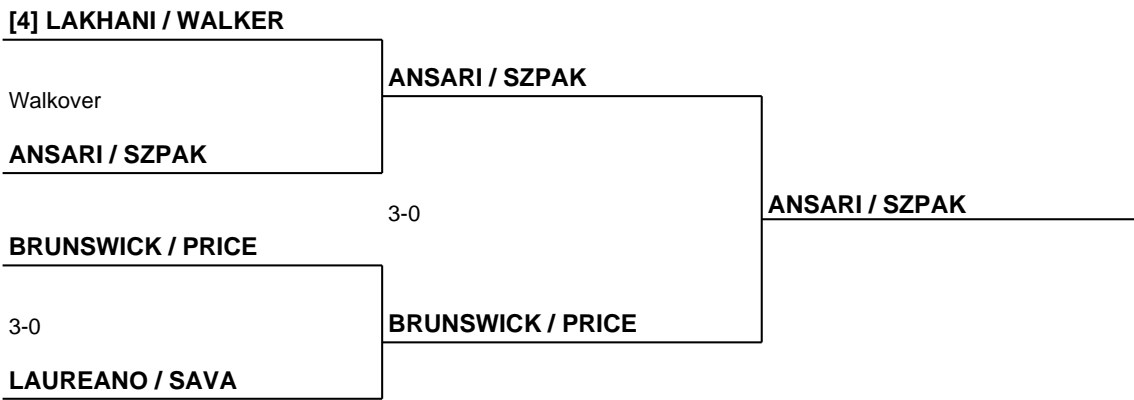 [4] LAKHANI / WALKER
Walkover
ANSARI / SZPAK
BRUNSWICK / PRICE
3-0
LAUREANO / SAVA
ANSARI / SZPAK
3-0
BRUNSWICK / PRICE
ANSARI / SZPAK